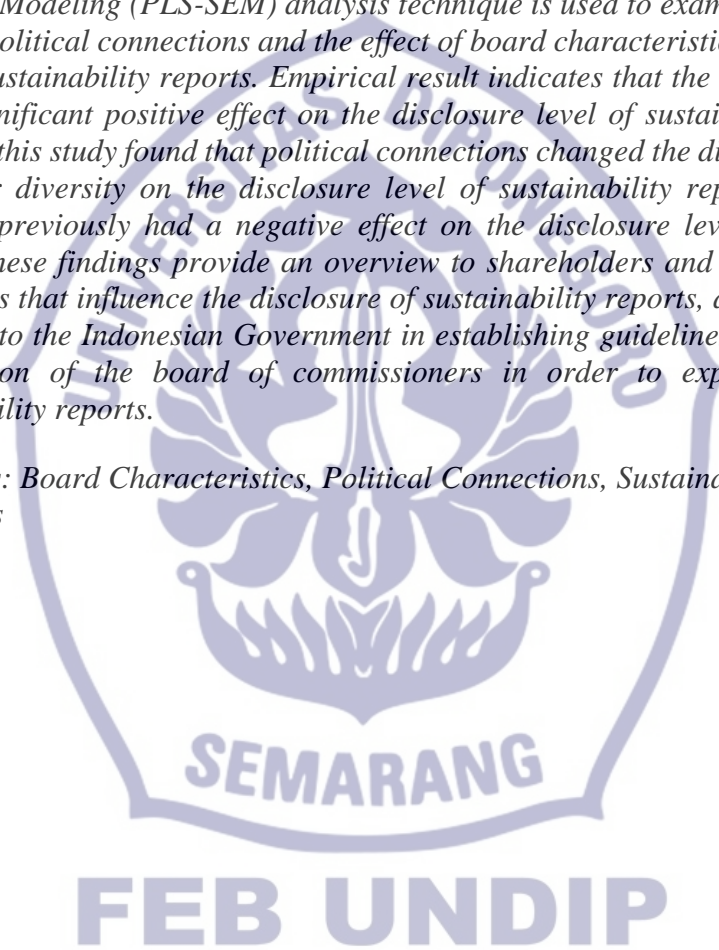 Modeling (PLS-SEM) analysis technique is used to exam
olitical connections and the effect of board characteristic
ustainability reports. Empirical result indicates that the
nificant positive effect on the disclosure level of sustai
this study found that political connections changed the di
r diversity on the disclosure level of sustainability rep
previously had a negative effect on the disclosure lev
hese findings provide an overview to shareholders and
s that influence the disclosure of sustainability reports, 
to the Indonesian Government in establishing guideline
on of the board of commissioners in order to exp
ility reports.
: Board Characteristics, Political Connections, Sustaina
s
UNIVERSITAS DIPONEGORO
SEMARANG
FEB UNDIP